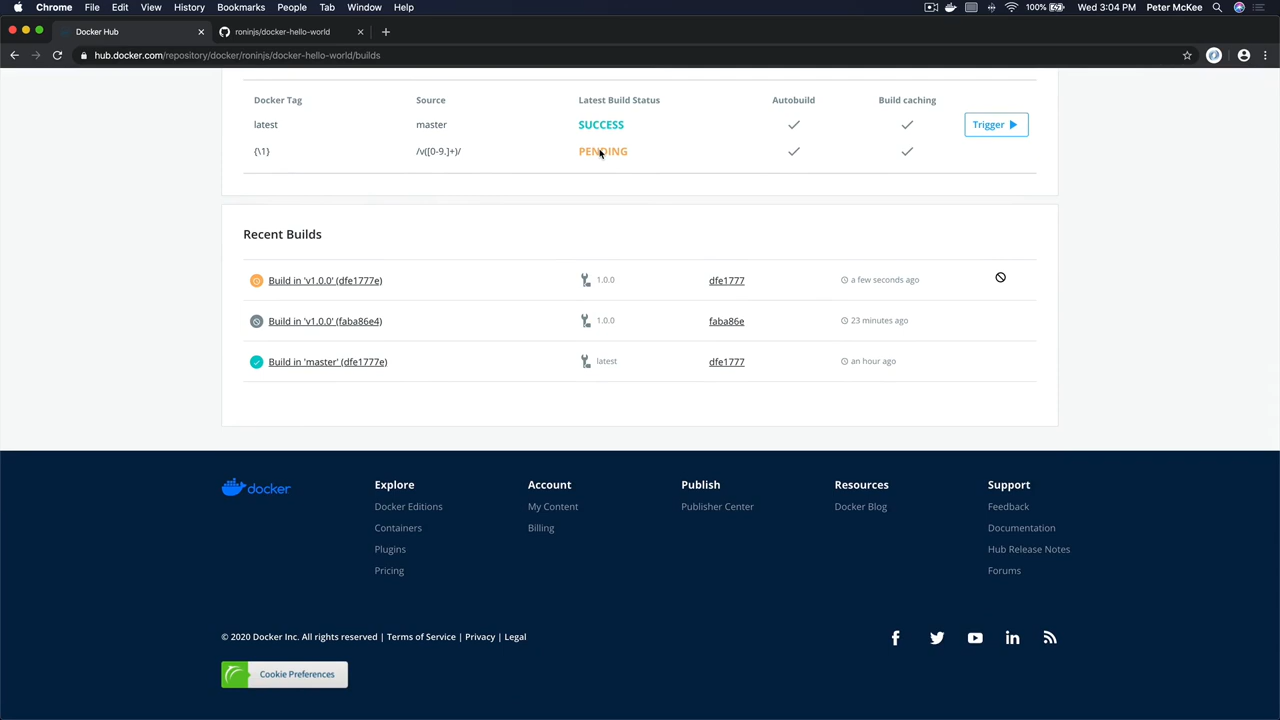 Chrome File Edit View History Bookmarks People Tab Window Help 100% Wed 3:04 PM Peter McKee
Docker Hub roninjs/docker-hello-world
hub.docker.com/repository/docker/roninjs/docker-hello-world/builds
Docker Tag Source Latest Build Status Autobuild Build caching
latest master SUCCESS Trigger
{\1} /v([0-9.]+)/ PENDING
Recent Builds
Build in 'v1.0.0' (dfe1777e) 1.0.0 dfe1777 a few seconds ago
Build in 'v1.0.0' (faba86e4) 1.0.0 faba86e 23 minutes ago
Build in 'master' (dfe1777e) latest dfe1777 an hour ago
docker Explore Account Publish Resources Support
Docker Editions My Content Publisher Center Docker Blog Feedback
Containers Billing Documentation
Plugins Hub Release Notes
Pricing Forums
© 2020 Docker Inc. All rights reserved | Terms of Service | Privacy | Legal
Cookie Preferences